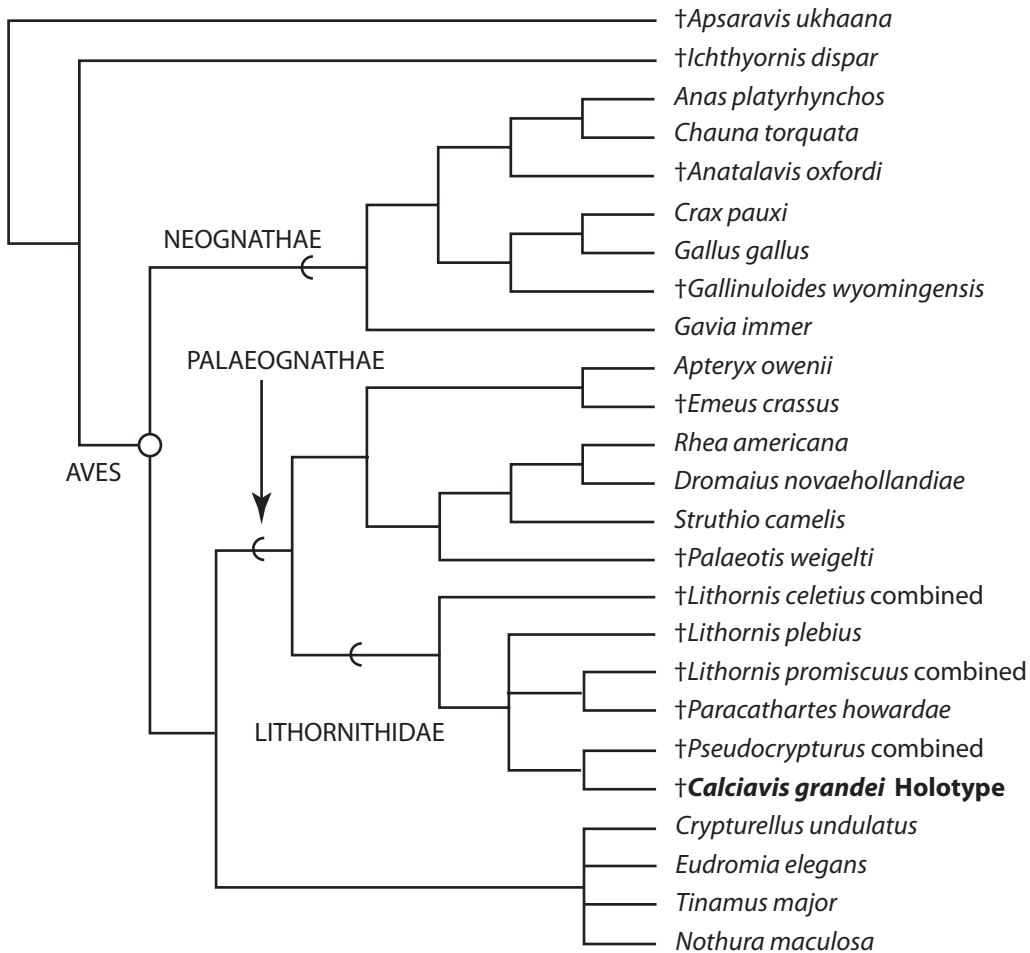 †Apsaravis ukhaana
†Ichthyornis dispar
Anas platyrhynchos
Chauna torquata
†Anatalavis oxfordi
Crax pauxi
NEOGNATHAE
Gallus gallus
†Gallinuloides wyomingensis
Gavia immer
PALAEOGNATHAE
Apteryx owenii
†Emeus crassus
Rhea americana
AVES
Dromaius novaehollandiae
Struthio camelis
†Palaeotis weigelti
†Lithornis celetius combined
†Lithornis plebius
†Lithornis promiscuus combined
†Paracathartes howardae
LITHORNITHIDAE
†Pseudocrypturus combined
†Calciavis grandei Holotype
Crypturellus undulatus
Eudromia elegans
Tinamus major
Nothura maculosa